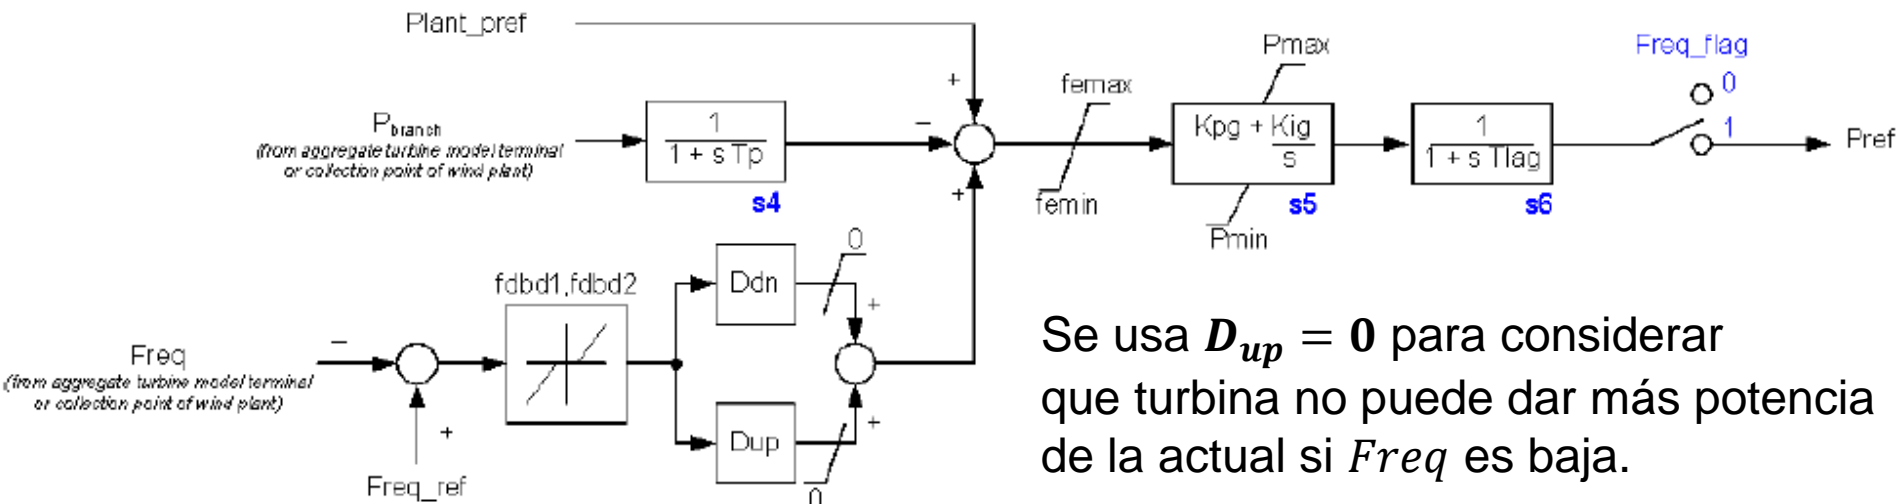 Plant_pref
Pmax
Freq_flag
femax
0
+
P branch
1
Kpg + Kig
1
1
(from aggregate turbine model terminal
or collection point of wind plant)
1 + s Tp
−
s
1 + s Tlag
Pref
s4
+
femin
s5
s6
Pmin
0
fdbd1,fdbd2
Ddn
+
Freq
−
(from aggregate turbine model terminal
or collection point of wind plant)
+
Dup
+
Freq_ref
0
Se usa D_up = 0 para considerar
que turbina no puede dar más potencia
de la actual si Freq es baja.